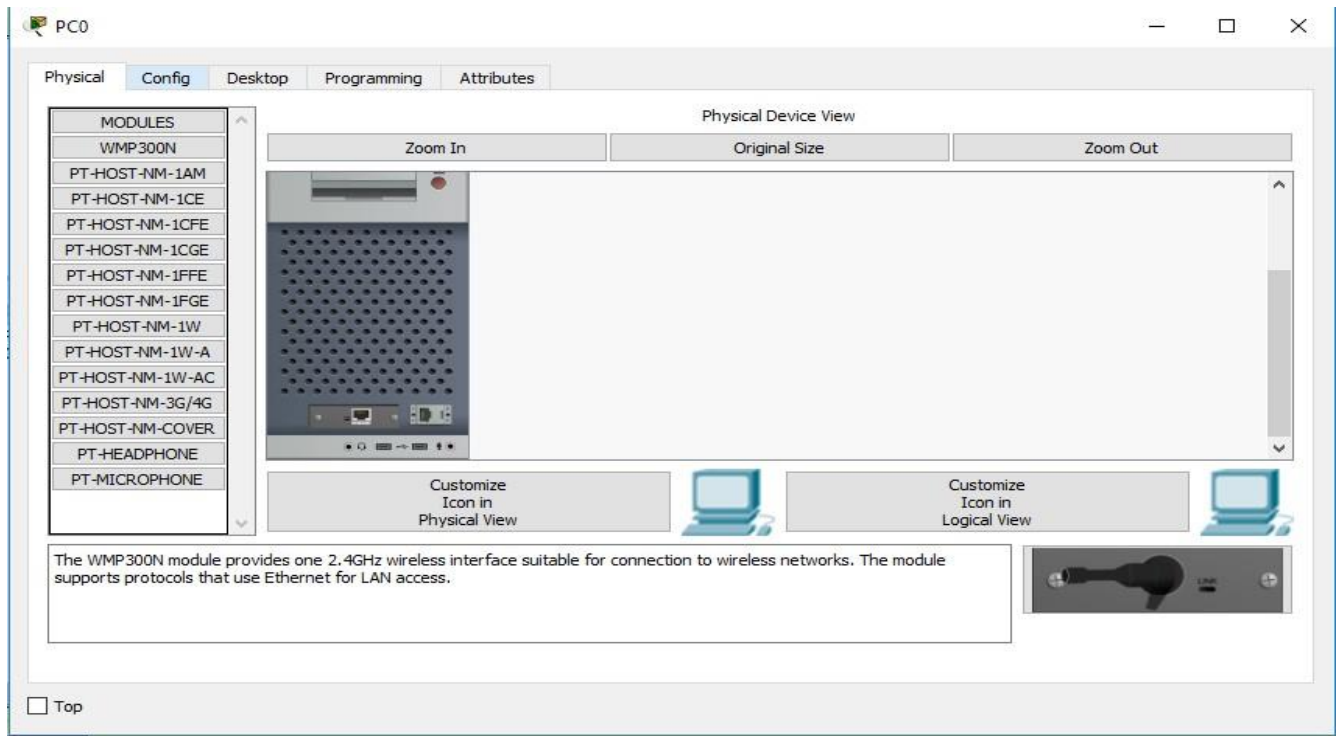 PC0
Physical
Config
Desktop
Programming
Attributes
MODULES
WMP300N
PT-HOST-NM-1AM
PT-HOST-NM-1CE
PT-HOST-NM-1CFE
PT-HOST-NM-1CGE
PT-HOST-NM-1FFE
PT-HOST-NM-1FGE
PT-HOST-NM-1W
PT-HOST-NM-1W-A
PT-HOST-NM-1W-AC
PT-HOST-NM-3G/4G
PT-HOST-NM-COVER
PT-HEADPHONE
PT-MICROPHONE
Physical Device View
Zoom In
Original Size
Zoom Out
Customize
Icon in
Physical View
Customize
Icon in
Logical View
The WMP300N module provides one 2.4GHz wireless interface suitable for connection to wireless networks. The module
supports protocols that use Ethernet for LAN access.
LINK
Top